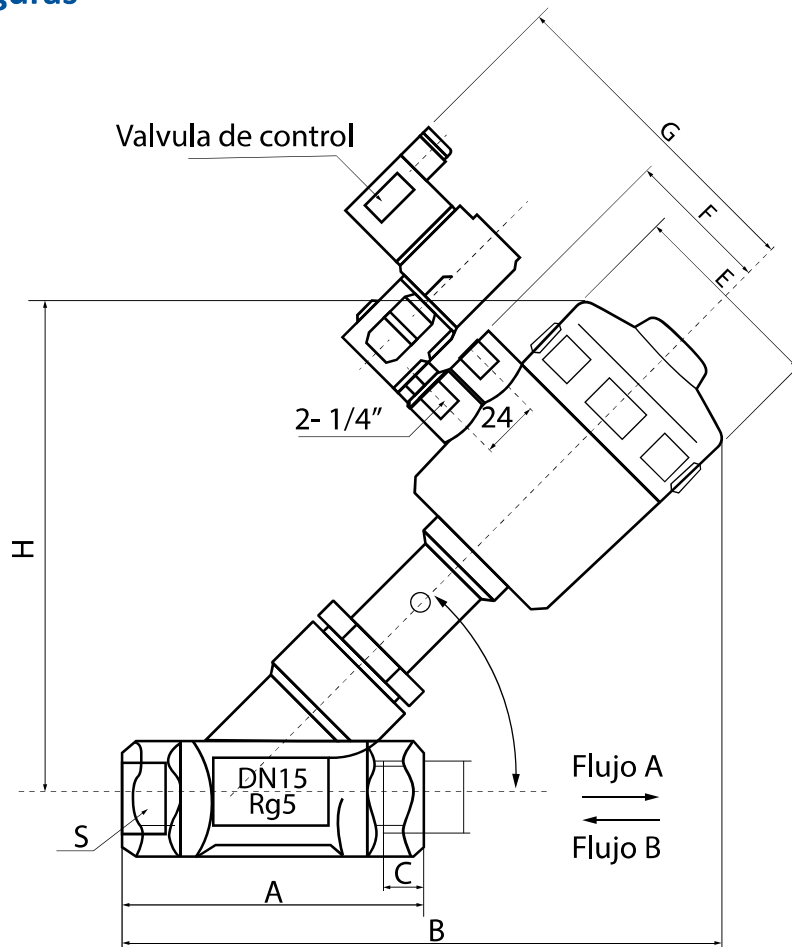 G
Valvula de control
F
E
2- 1/4”
24
H
DN15
Rg5
Flujo A
Flujo B
S
C
A
B